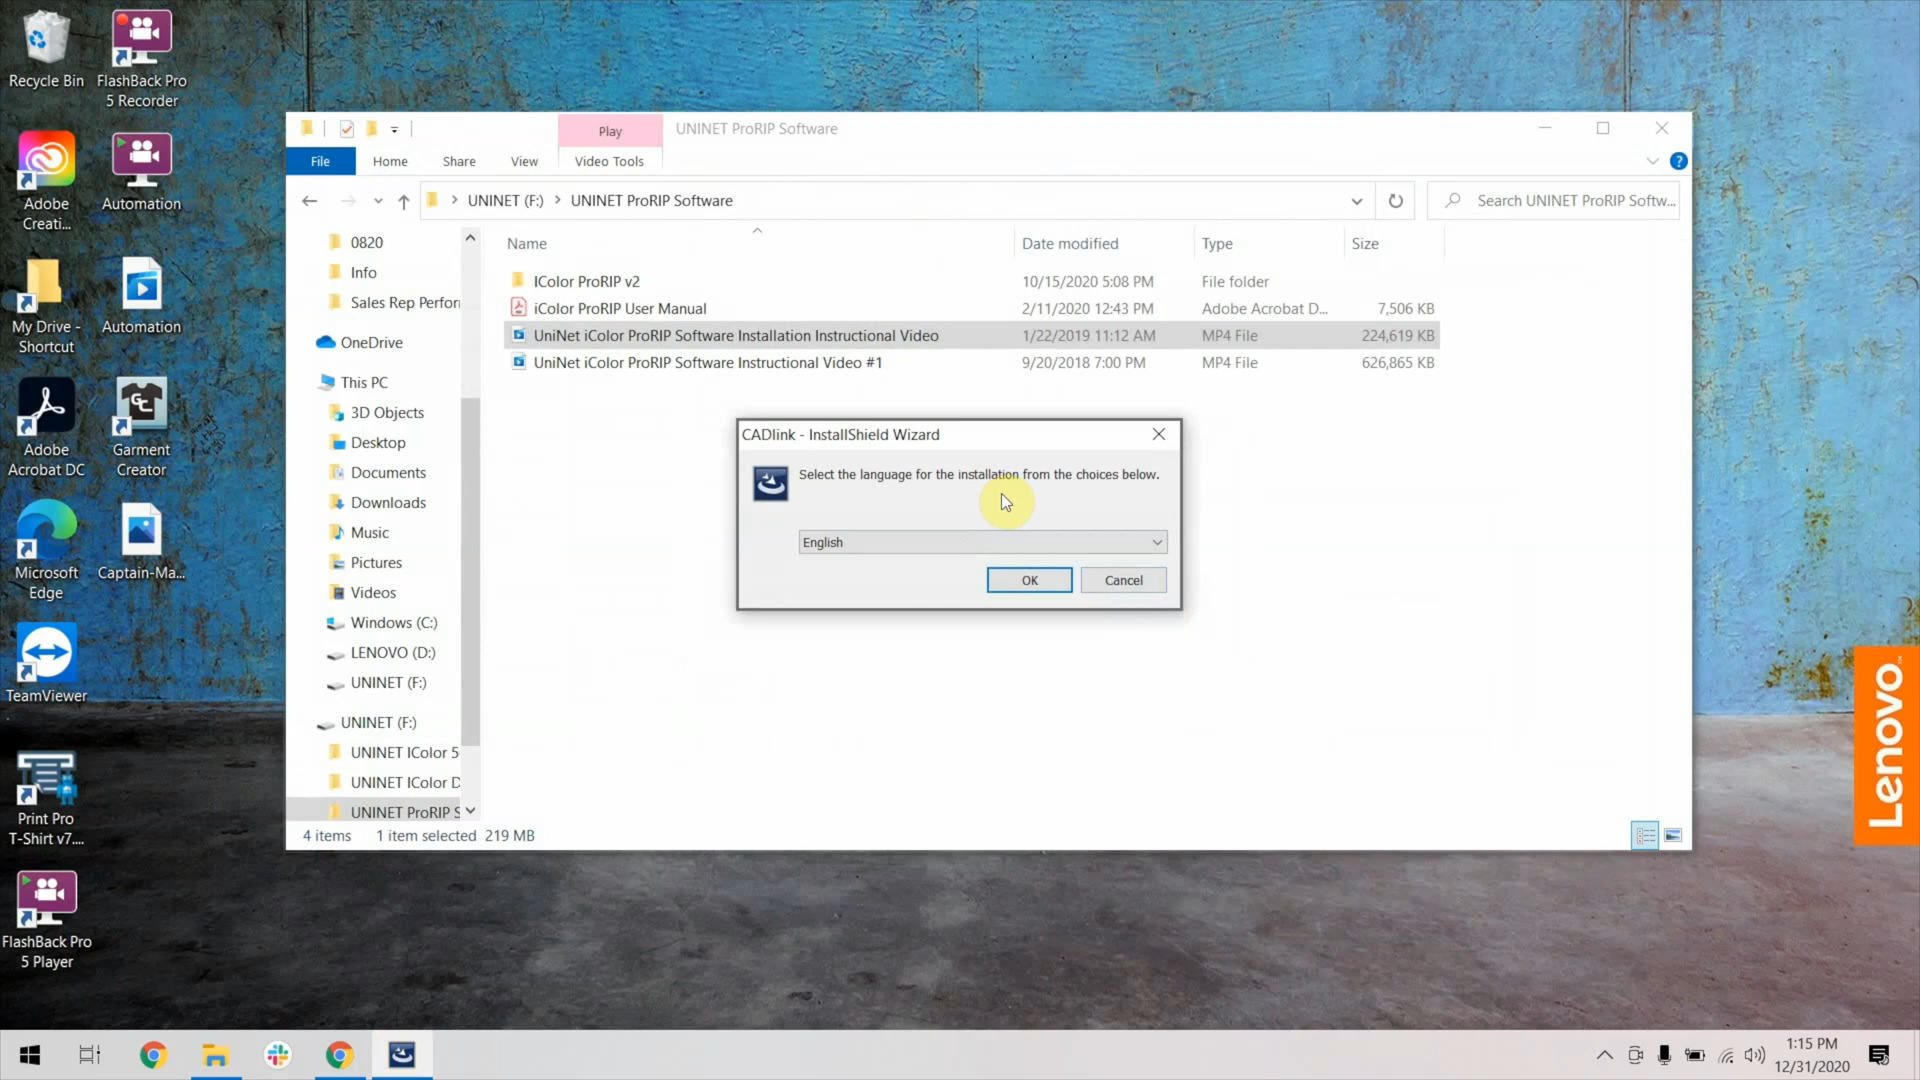 Recycle Bin
FlashBack Pro
5 Recorder
Adobe
Creati...
Automation
My Drive -
Shortcut
Automation
Adobe
Acrobat DC
Garment
Creator
Microsoft
Edge
Captain-Ma...
TeamViewer
Print Pro
T-Shirt v7....
FlashBack Pro
5 Player
Play
UNINET ProRIP Software
File
Home
Share
View
Video Tools
UNINET (F:)
UNINET ProRIP Software
Search UNINET ProRIP Softw...
0820
Info
Sales Rep Perfor
OneDrive
This PC
3D Objects
Desktop
Documents
Downloads
Music
Pictures
Videos
Windows (C:)
LENOVO (D:)
UNINET (F:)
UNINET (F:)
UNINET IColor 5
UNINET IColor D
UNINET ProRIP S
Name Date modified Type Size
IColor ProRIP v2 10/15/2020 5:08 PM File folder
iColor ProRIP User Manual 2/11/2020 12:43 PM Adobe Acrobat D... 7,506 KB
UniNet iColor ProRIP Software Installation Instructional Video 1/22/2019 11:12 AM MP4 File 224,619 KB
UniNet iColor ProRIP Software Instructional Video #1 9/20/2018 7:00 PM MP4 File 626,865 KB
CADlink - InstallShield Wizard
Select the language for the installation from the choices below.
English
OK
Cancel
4 items 1 item selected 219 MB
Lenovo
GC
1:15 PM
12/31/2020